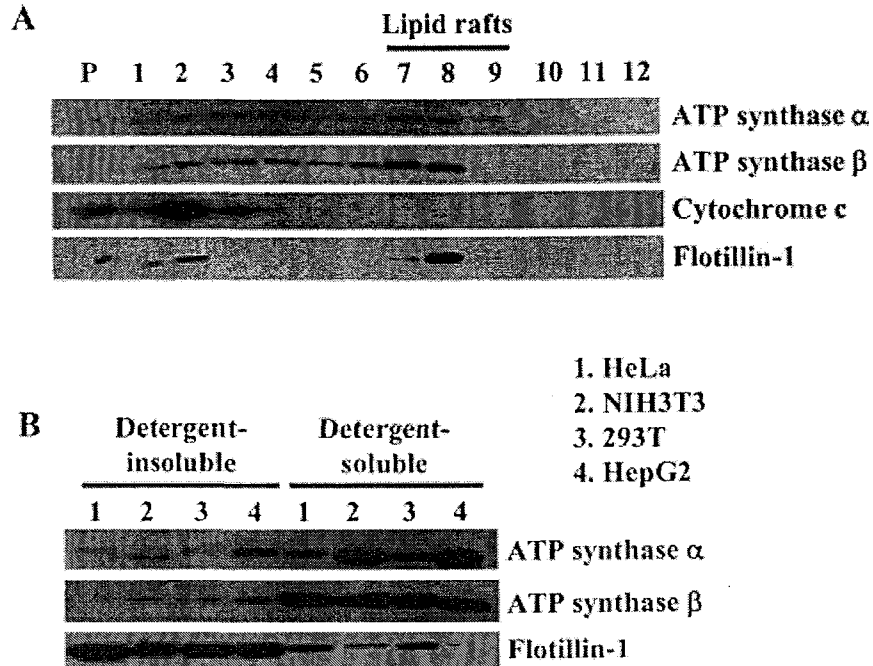 A
Lipid rafts
P 1 2 3 4 5 6 7 8 9 10 11 12
ATP synthase α
ATP synthase β
Cytochrome c
Flotillin-1
1. HeLa
2. NIH3T3
3. 293T
4. HepG2
B
Detergent-insoluble
Detergent-soluble
1 2 3 4 1 2 3 4
ATP synthase α
ATP synthase β
Flotillin-1